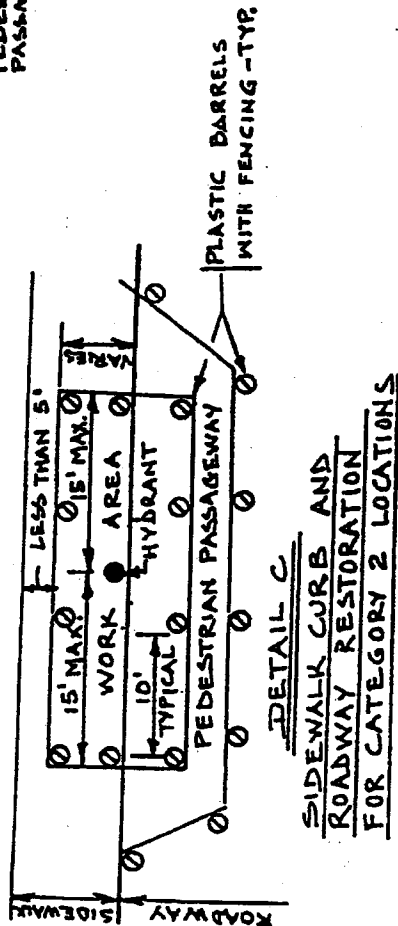 PASSA
LESS THAN 5'
15' MAX.
15' MAX.
VARIES
WORK AREA
HYDRANT
10'
TYPICAL
PEDESTRIAN PASSAGEWAY
PLASTIC BARRELS
WITH FENCING-TYP.
SIDEWALK
ROADWAY
DETAIL C
SIDEWALK CURB AND
ROADWAY RESTORATION
FOR CATEGORY 2 LOCATIONS